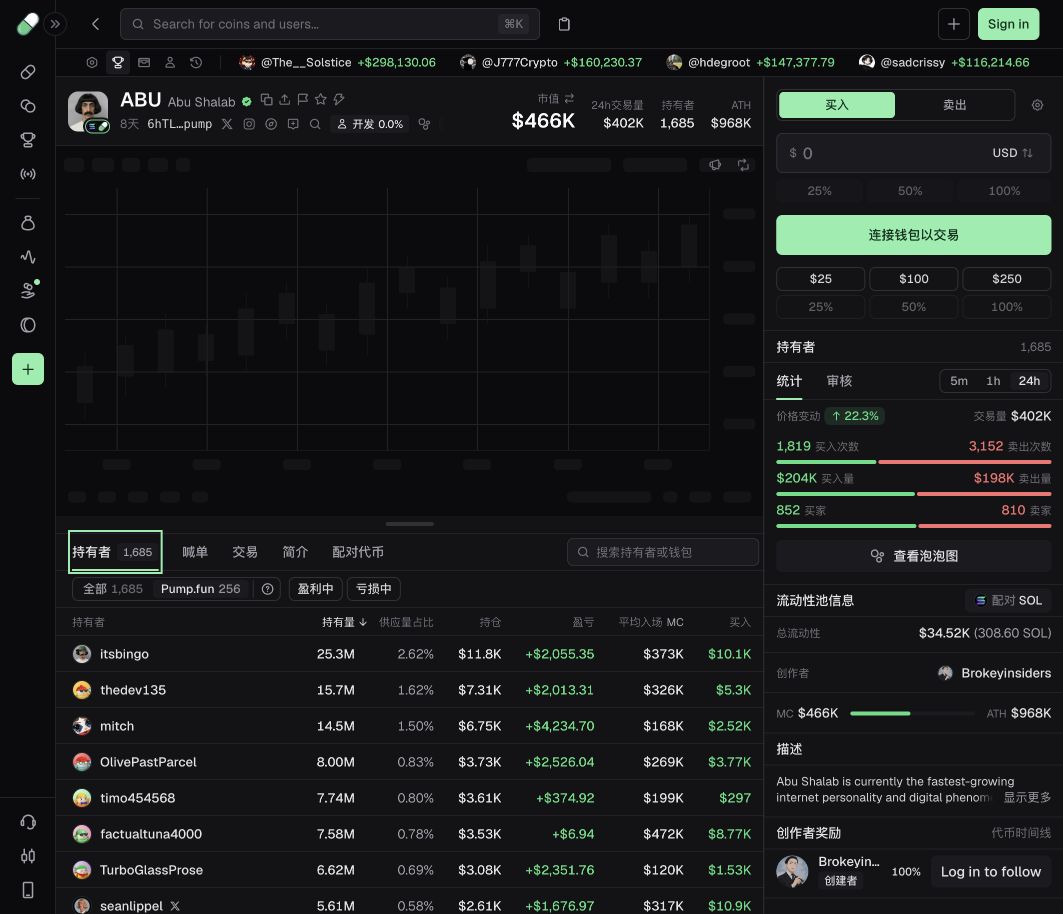 Search for coins and users... ⌘K
Sign in
@The__Solstice +$298,130.06 @J777Crypto +$160,230.37 @hdegroot +$147,377.79 @sadcrissy +$116,214.66
ABU Abu Shalab
8天 6hTL...pump 开发 0.0%
市值 $466K
24h交易量 $402K
持有者 1,685
ATH $968K
买入 卖出
$ 0 USD
25% 50% 100%
连接钱包以交易
$25 $100 $250
25% 50% 100%
持有者 1,685
统计 审核 5m 1h 24h
价格变动 ↑ 22.3% 交易量 $402K
1,819 买入次数 3,152 卖出次数
$204K 买入量 $198K 卖出量
852 买家 810 卖家
查看泡泡图
流动性池信息 配对 SOL
总流动性 $34.52K (308.60 SOL)
创作者 Brokeyinsiders
MC $466K ATH $968K
描述
Abu Shalab is currently the fastest-growing
internet personality and digital phenom 显示更多
创作者奖励 代币时间线
Brokeyin... 创建者 100% Log in to follow
持有者 1,685 喊单 交易 简介 配对代币 搜索持有者或钱包
全部 1,685 Pump.fun 256 盈利中 亏损中
持有者 持有量 ↓ 供应量占比 持仓 盈亏 平均入场 MC 买入
itsbingo 25.3M 2.62% $11.8K +$2,055.35 $373K $10.1K
thedev135 15.7M 1.62% $7.31K +$2,013.31 $326K $5.3K
mitch 14.5M 1.50% $6.75K +$4,234.70 $168K $2.52K
OlivePastParcel 8.00M 0.83% $3.73K +$2,526.04 $269K $3.77K
timo454568 7.74M 0.80% $3.61K +$374.92 $199K $297
factualtuna4000 7.58M 0.78% $3.53K +$6.94 $472K $8.77K
TurboGlassProse 6.62M 0.69% $3.08K +$2,351.76 $120K $1.53K
seanlippel 5.61M 0.58% $2.61K +$1,676.97 $317K $10.9K